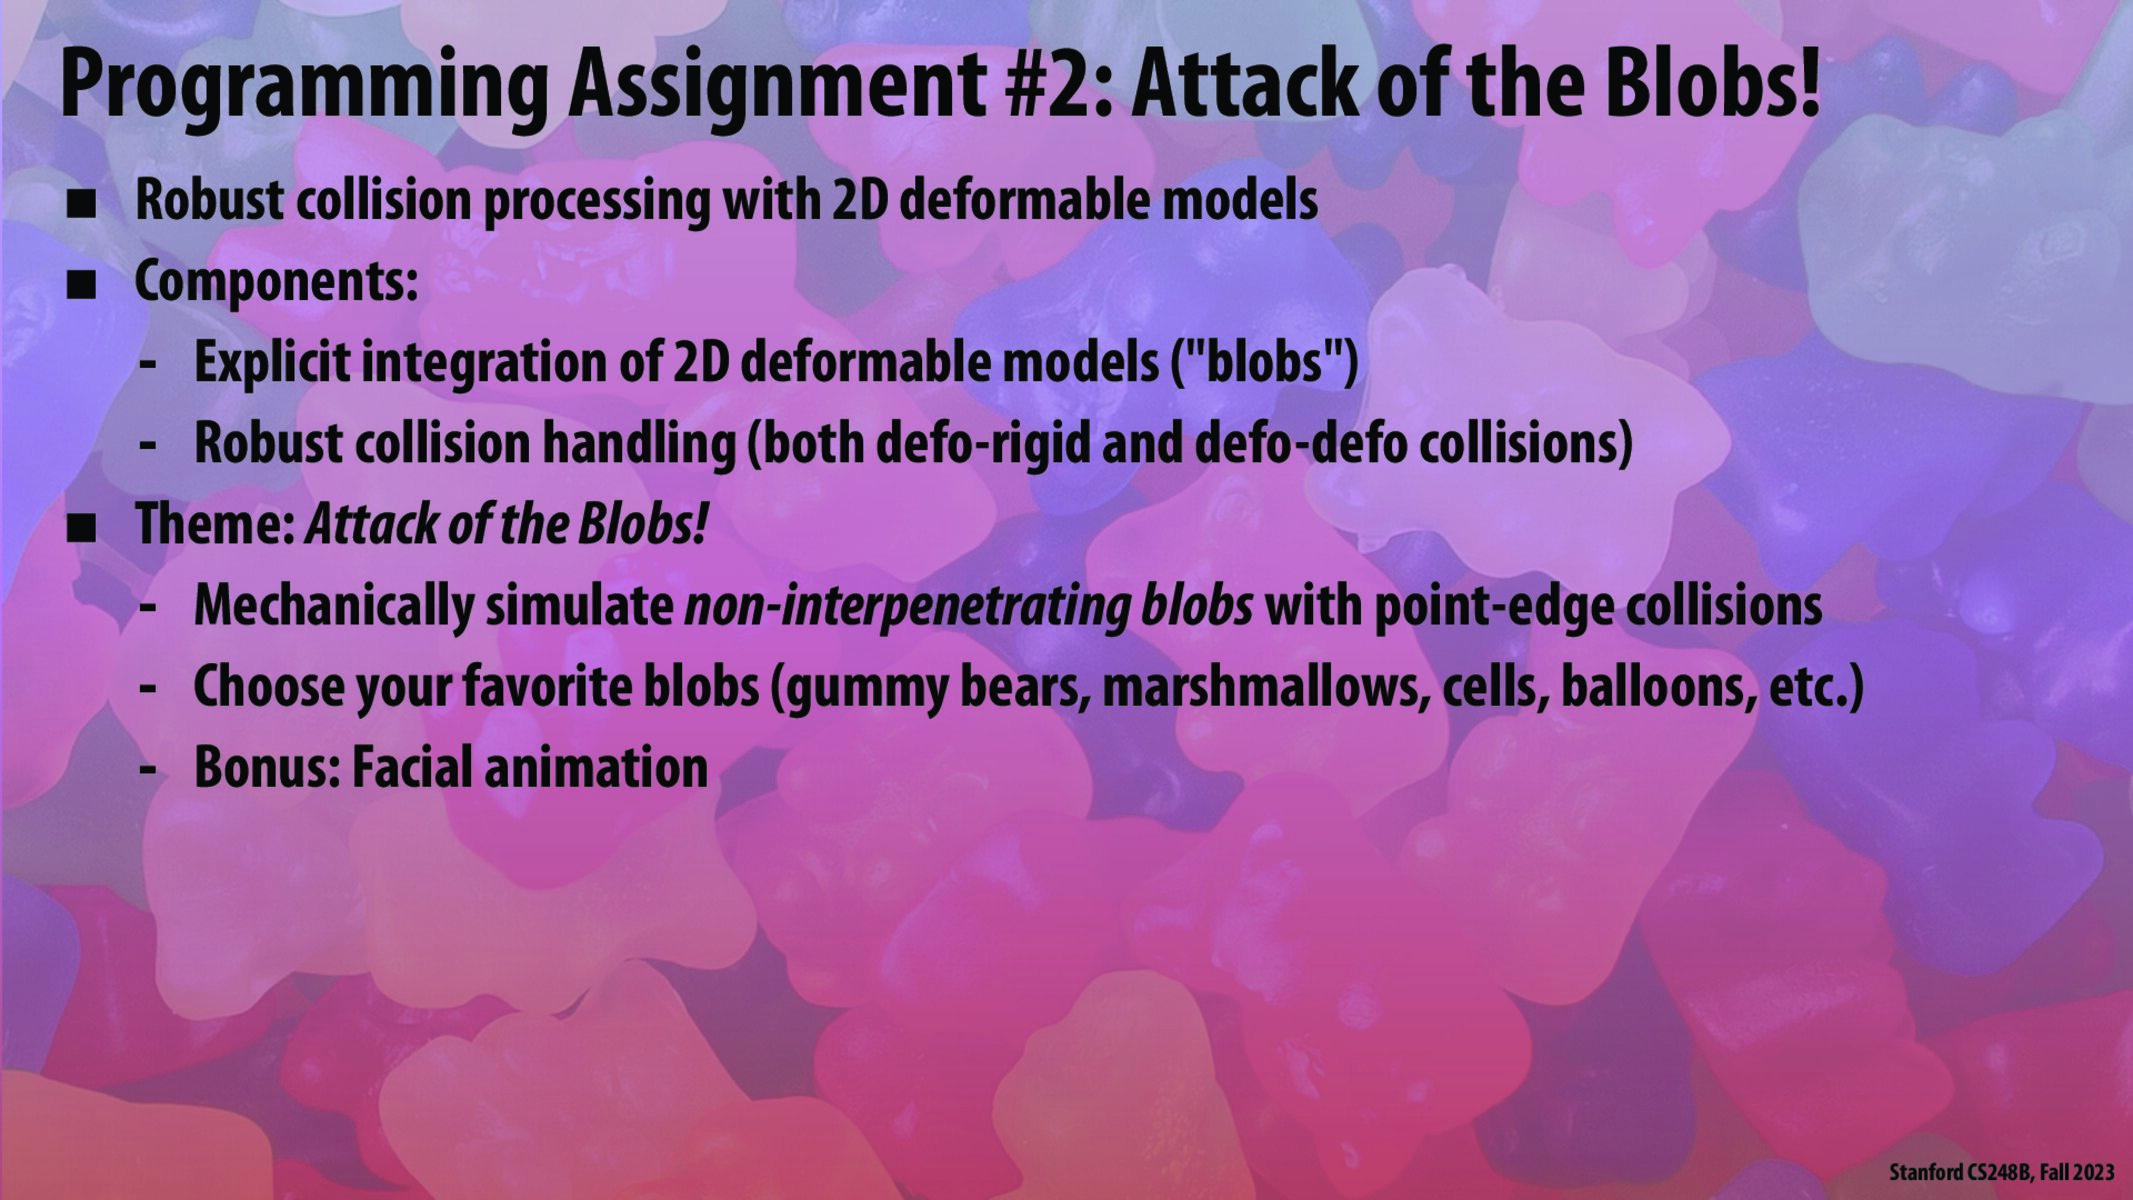 Programming Assignment #2: Attack of the Blobs!
■ Robust collision processing with 2D deformable models
■ Components:
- Explicit integration of 2D deformable models ("blobs")
- Robust collision handling (both defo-rigid and defo-defo collisions)
■ Theme: Attack of the Blobs!
- Mechanically simulate non-interpenetrating blobs with point-edge collisions
- Choose your favorite blobs (gummy bears, marshmallows, cells, balloons, etc.)
- Bonus: Facial animation
Stanford CS248B, Fall 2023